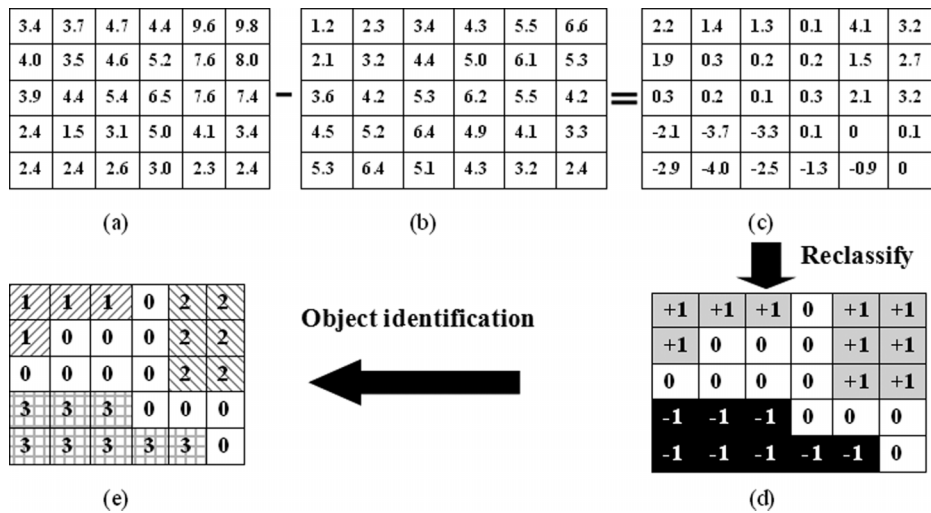 3.4 3.7 4.7 4.4 9.6 9.8
4.0 3.5 4.6 5.2 7.6 8.0
3.9 4.4 5.4 6.5 7.6 7.4
2.4 1.5 3.1 5.0 4.1 3.4
2.4 2.4 2.6 3.0 2.3 2.4
(a)
-
1.2 2.3 3.4 4.3 5.5 6.6
2.1 3.2 4.4 5.0 6.1 5.3
3.6 4.2 5.3 6.2 5.5 4.2
4.5 5.2 6.4 4.9 4.1 3.3
5.3 6.4 5.1 4.3 3.2 2.4
(b)
=
2.2 1.4 1.3 0.1 4.1 3.2
1.9 0.3 0.2 0.2 1.5 2.7
0.3 0.2 0.1 0.3 2.1 3.2
-2.1 -3.7 -3.3 0.1 0 0.1
-2.9 -4.0 -2.5 -1.3 -0.9 0
(c)
Reclassify
+1 +1 +1 0 +1 +1
+1 0 0 0 +1 +1
0 0 0 0 +1 +1
-1 -1 -1 0 0 0
-1 -1 -1 -1 -1 0
(d)
Object identification
1 1 1 0 2 2
1 0 0 0 2 2
0 0 0 0 2 2
3 3 3 0 0 0
3 3 3 3 3 0
(e)